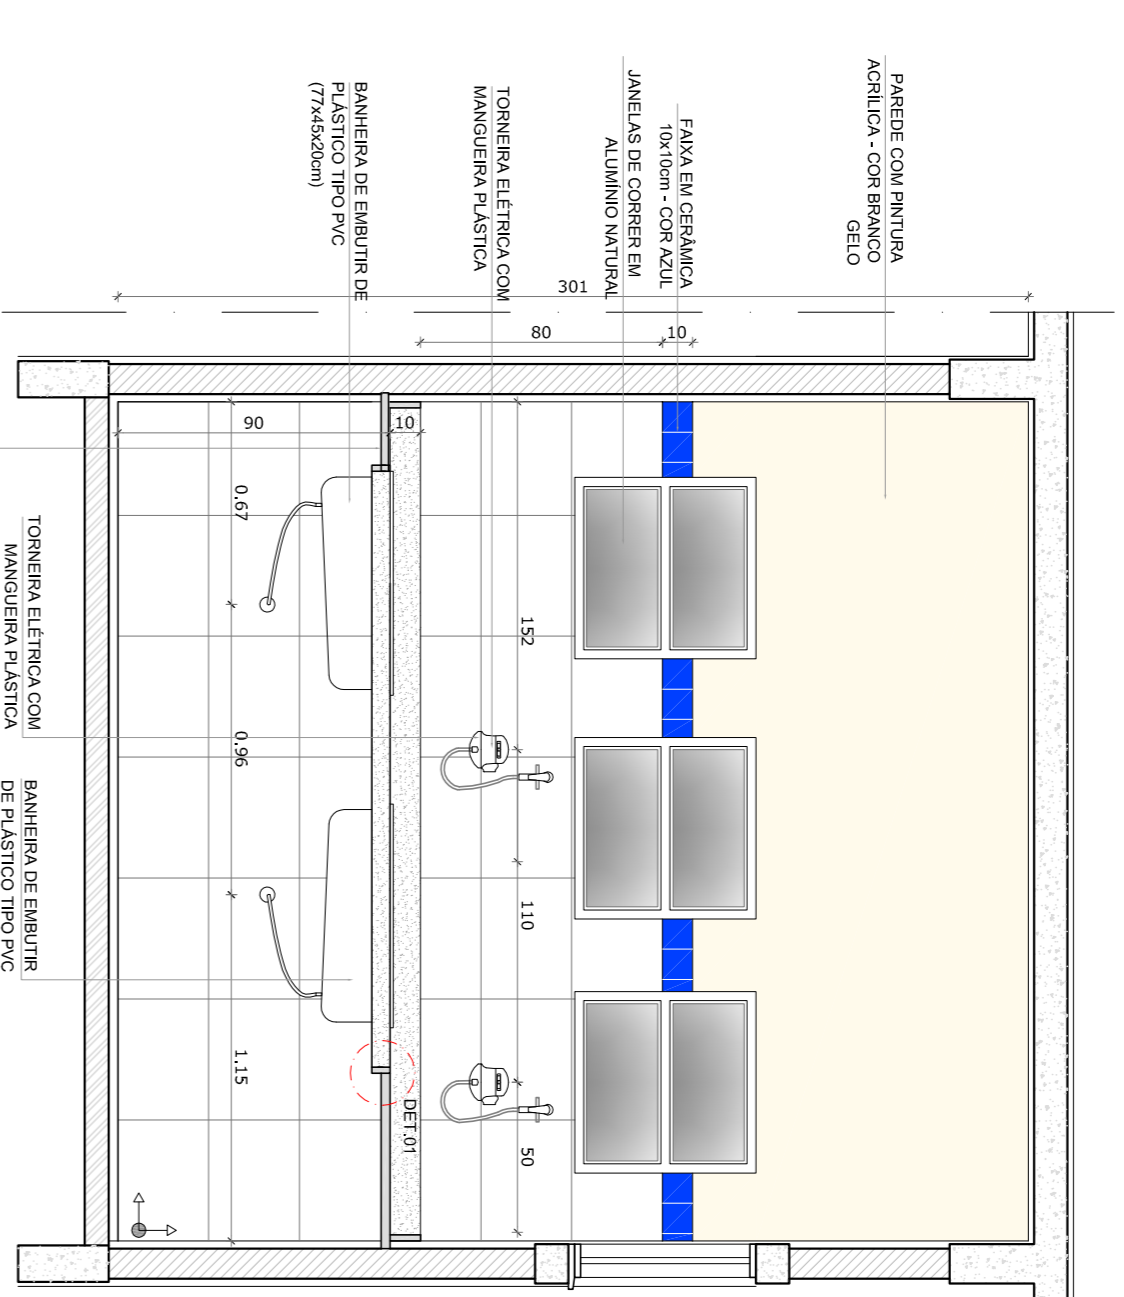 PAREDE COM PINTURA
ACRÍLICA - COR BRANCO
GELO
FAIXA EM CERÂMICA
10x10cm - COR AZUL
JANELAS DE CORRER EM
ALUMÍNIO NATURAL
TORNEIRA ELÉTRICA COM
MANGUEIRA PLÁSTICA
BANHEIRA DE EMBUTIR DE
PLÁSTICO TIPO PVC
(77x45x20cm)
301
10
80
10
90
152
110
50
DET.01
0.67
0.96
1.15
TORNEIRA ELÉTRICA COM
MANGUEIRA PLÁSTICA
BANHEIRA DE EMBUTIR
DE PLÁSTICO TIPO PVC